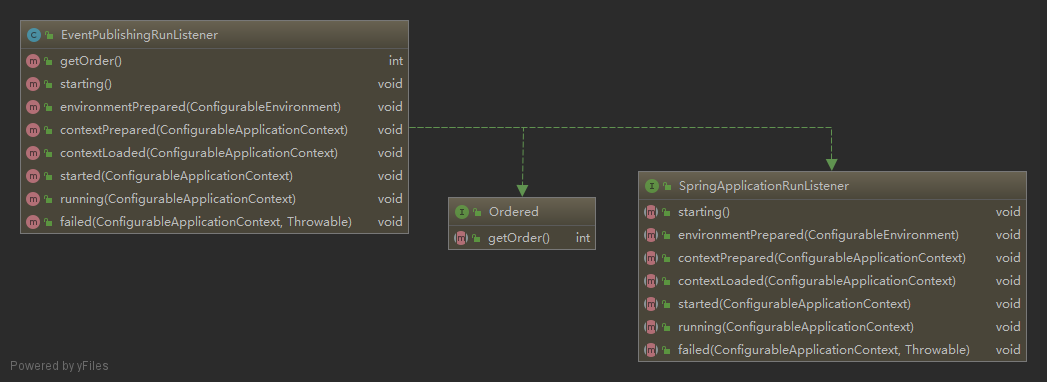 EventPublishingRunListener
getOrder() int
starting() void
environmentPrepared(ConfigurableEnvironment) void
contextPrepared(ConfigurableApplicationContext) void
contextLoaded(ConfigurableApplicationContext) void
started(ConfigurableApplicationContext) void
running(ConfigurableApplicationContext) void
failed(ConfigurableApplicationContext, Throwable) void
Ordered
getOrder() int
SpringApplicationRunListener
starting() void
environmentPrepared(ConfigurableEnvironment) void
contextPrepared(ConfigurableApplicationContext) void
contextLoaded(ConfigurableApplicationContext) void
started(ConfigurableApplicationContext) void
running(ConfigurableApplicationContext) void
failed(ConfigurableApplicationContext, Throwable) void
Powered by yFiles